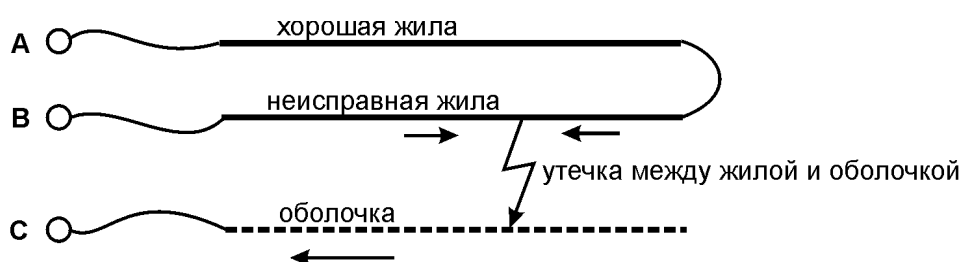 А хорошая жила
В неисправная жила
утечка между жилой и оболочкой
С оболочка